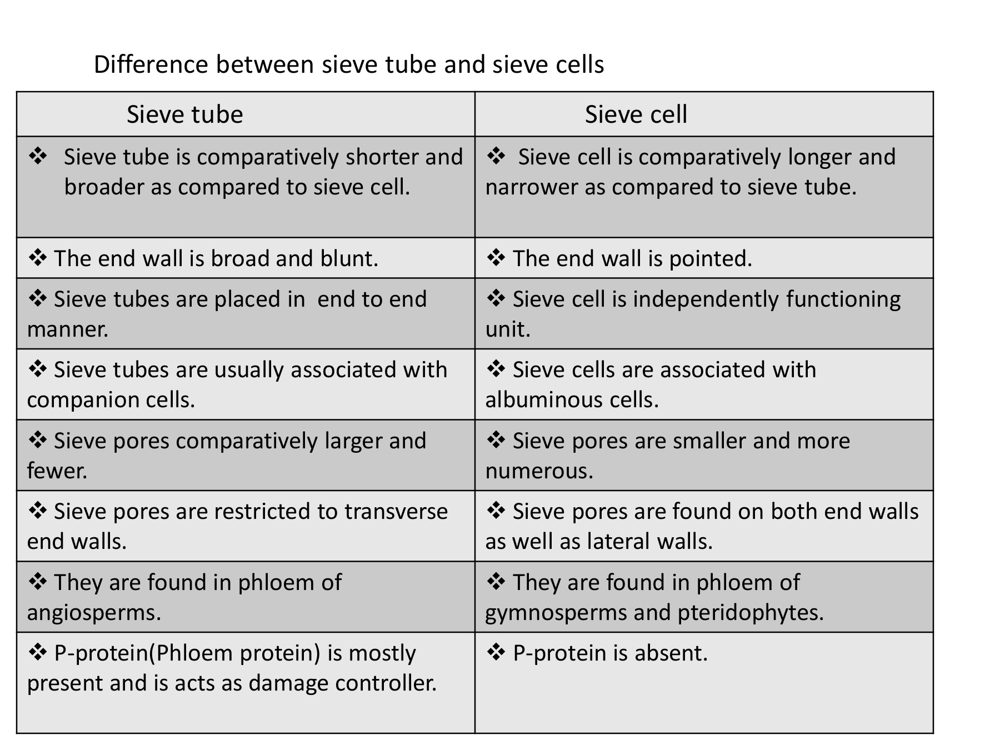 Difference between sieve tube and sieve cells
Sieve tube
Sieve cell
❖ Sieve tube is comparatively shorter and
broader as compared to sieve cell.
❖ Sieve cell is comparatively longer and
narrower as compared to sieve tube.
❖ The end wall is broad and blunt.
❖ The end wall is pointed.
❖ Sieve tubes are placed in  end to end
manner.
❖ Sieve cell is independently functioning
unit.
❖ Sieve tubes are usually associated with
companion cells.
❖ Sieve cells are associated with
albuminous cells.
❖ Sieve pores comparatively larger and
fewer.
❖ Sieve pores are smaller and more
numerous.
❖ Sieve pores are restricted to transverse
end walls.
❖ Sieve pores are found on both end walls
as well as lateral walls.
❖ They are found in phloem of
angiosperms.
❖ They are found in phloem of
gymnosperms and pteridophytes.
❖ P-protein(Phloem protein) is mostly
present and is acts as damage controller.
❖ P-protein is absent.